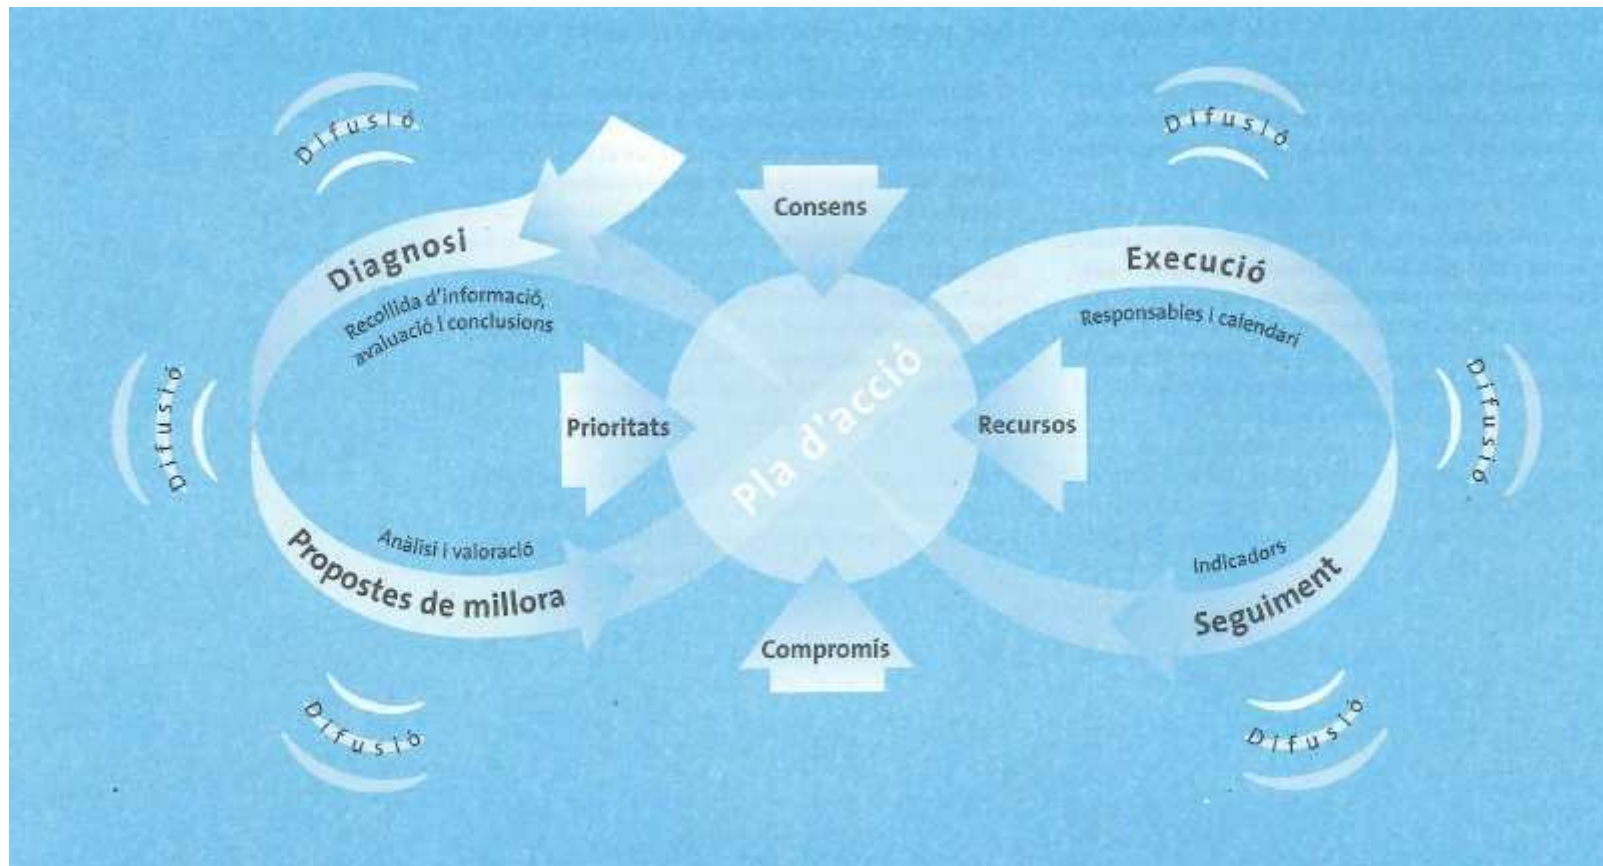 Difusió
Difusió
Consens
Diagnosi
Recollida d'informació,
avaluació i conclusions
Execució
Responsables i calendari
Difusió
Prioritats
Pla d'acció
Recursos
Difusió
Anàlisi i valoració
Propostes de millora
Indicadors
Seguiment
Compromís
Difusió
Difusió